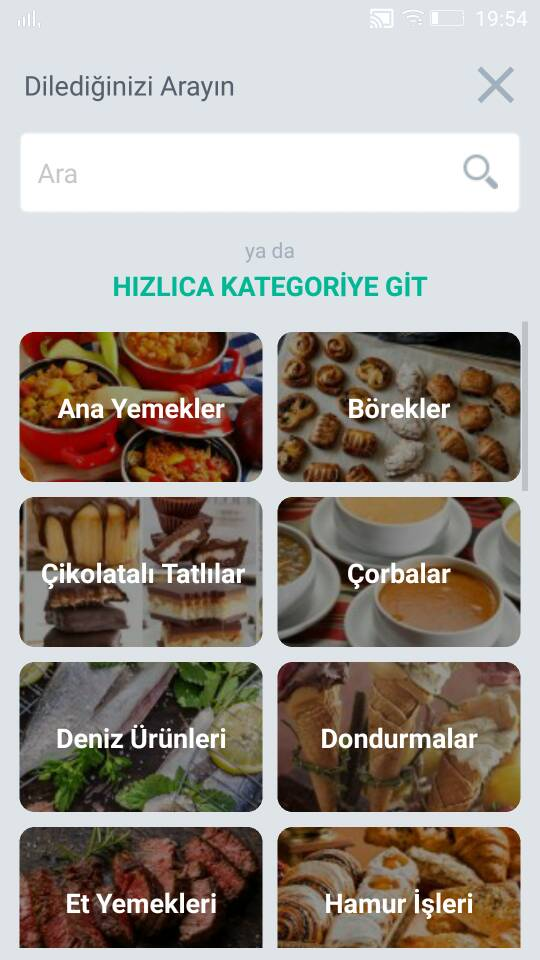 19:54
Dilediğinizi Arayın
Ara
ya da
HIZLICA KATEGORİYE GİT
Ana Yemekler
Börekler
Çikolatalı Tatlılar
Çorbalar
Deniz Ürünleri
Dondurmalar
Et Yemekleri
Hamur İşleri